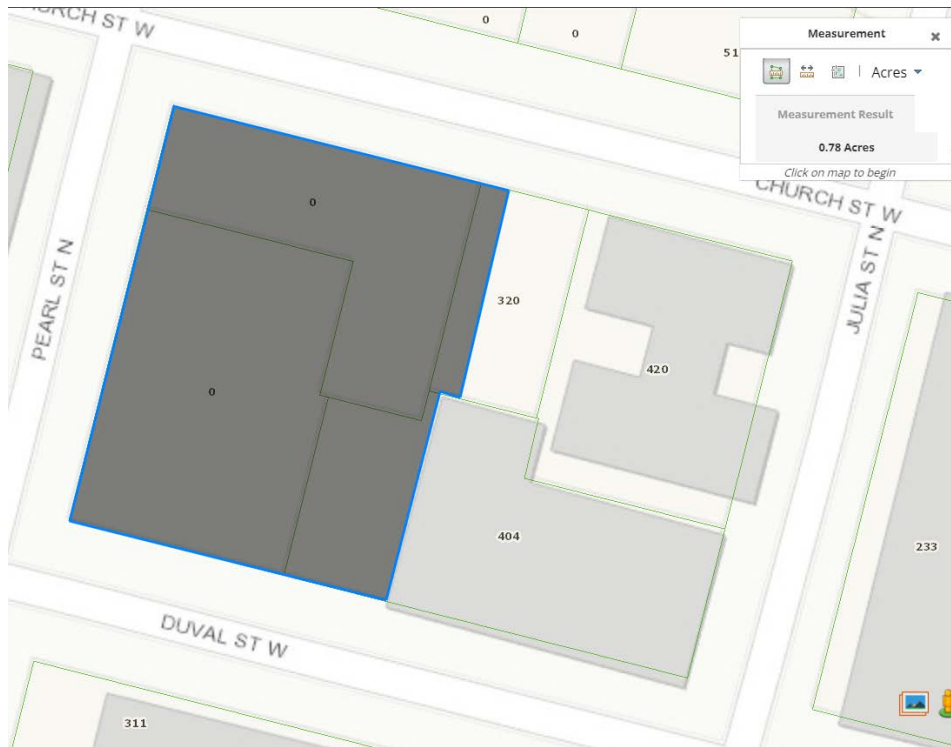 CHURCH ST W
0
0
51
Measurement
Acres
Measurement Result
0.78 Acres
Click on map to begin
CHURCH ST W
JULIA ST N
PEARL ST N
0
320
420
0
404
233
DUVAL ST W
311